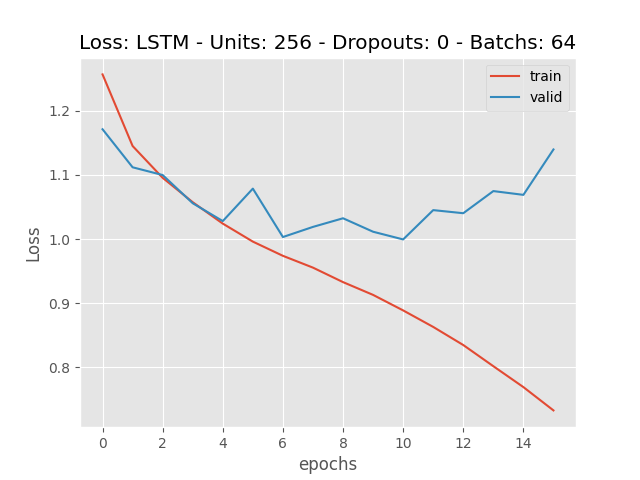 Loss: LSTM - Units: 256 - Dropouts: 0 - Batchs: 64
train
valid
1.2
1.1
1.0
0.9
0.8
Loss
0 2 4 6 8 10 12 14
epochs